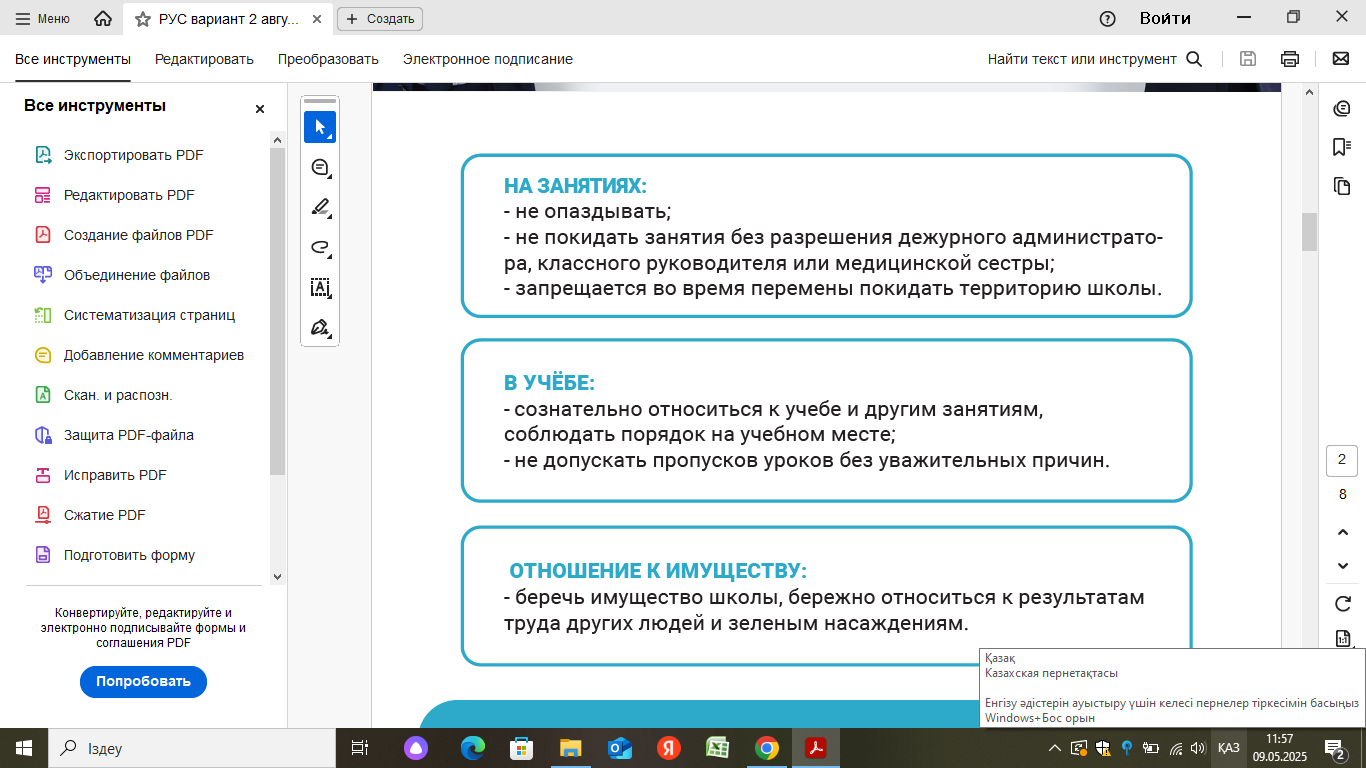 Меню
РУС вариант 2 авгу...
Создать
Войти
Все инструменты
Редактировать
Преобразовать
Электронное подписание
Найти текст или инструмент
Все инструменты
Экспортировать PDF
Редактировать PDF
Создание файлов PDF
Объединение файлов
Систематизация страниц
Добавление комментариев
Скан. и распозн.
Защита PDF-файла
Исправить PDF
Сжатие PDF
Подготовить форму
Конвертируйте, редактируйте и
электронно подписывайте формы и
соглашения PDF
Попробовать
НА ЗАНЯТИЯХ:
- не опаздывать;
- не покидать занятия без разрешения дежурного администрато-
ра, классного руководителя или медицинской сестры;
- запрещается во время перемены покидать территорию школы.
В УЧЁБЕ:
- сознательно относиться к учебе и другим занятиям,
соблюдать порядок на учебном месте;
- не допускать пропусков уроков без уважительных причин.
ОТНОШЕНИЕ К ИМУЩЕСТВУ:
- беречь имущество школы, бережно относиться к результатам
труда других людей и зеленым насаждениям.
2
8
1:1
Қазақ
Казахская пернетақтасы
Енгізу әдістерін ауыстыру үшін келесі пернелер тіркесімін басыңыз
Windows+Бос орын
Іздеу
ҚАЗ
11:57
09.05.2025
2